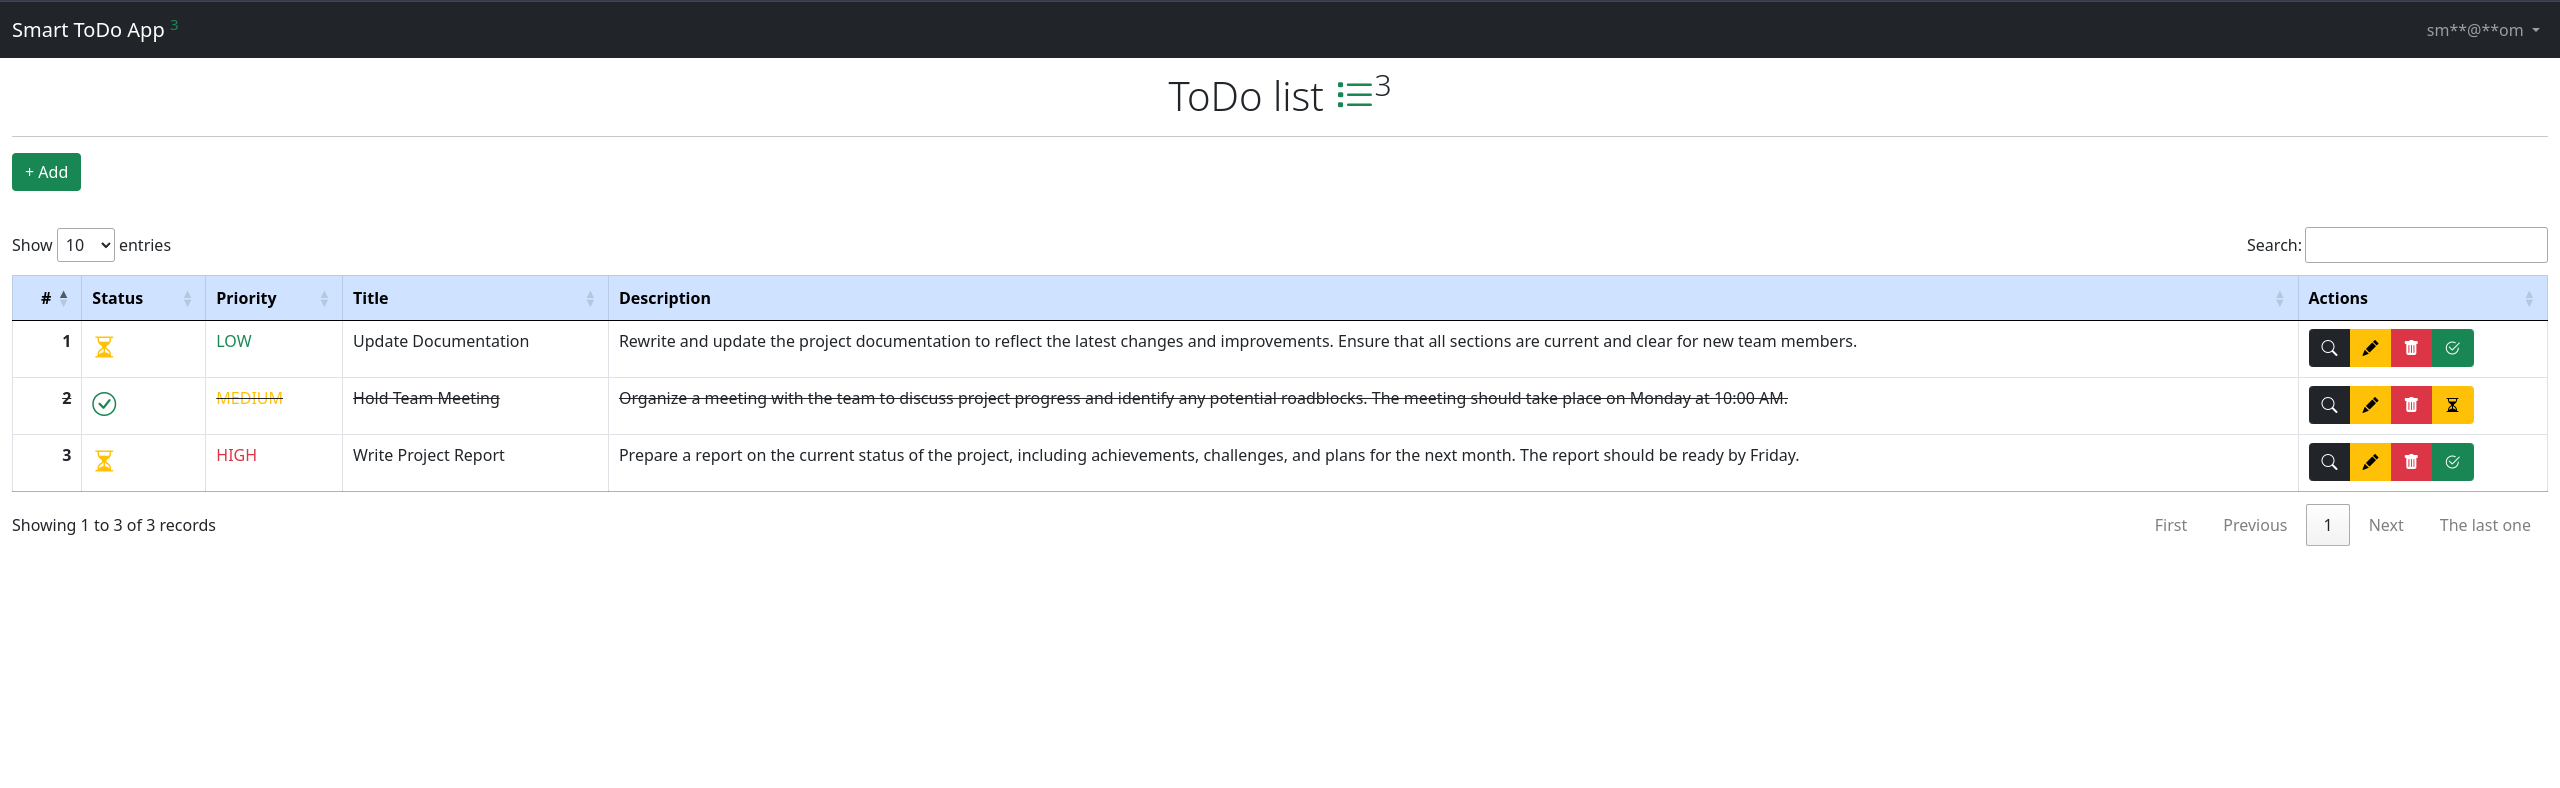 Smart ToDo App 3 sm**@**om
ToDo list 3
+ Add
Show 10 entries Search:
# Status Priority Title Description Actions
1 LOW Update Documentation Rewrite and update the project documentation to reflect the latest changes and improvements. Ensure that all sections are current and clear for new team members.
2 MEDIUM Hold Team Meeting Organize a meeting with the team to discuss project progress and identify any potential roadblocks. The meeting should take place on Monday at 10:00 AM.
3 HIGH Write Project Report Prepare a report on the current status of the project, including achievements, challenges, and plans for the next month. The report should be ready by Friday.
Showing 1 to 3 of 3 records First Previous 1 Next The last one